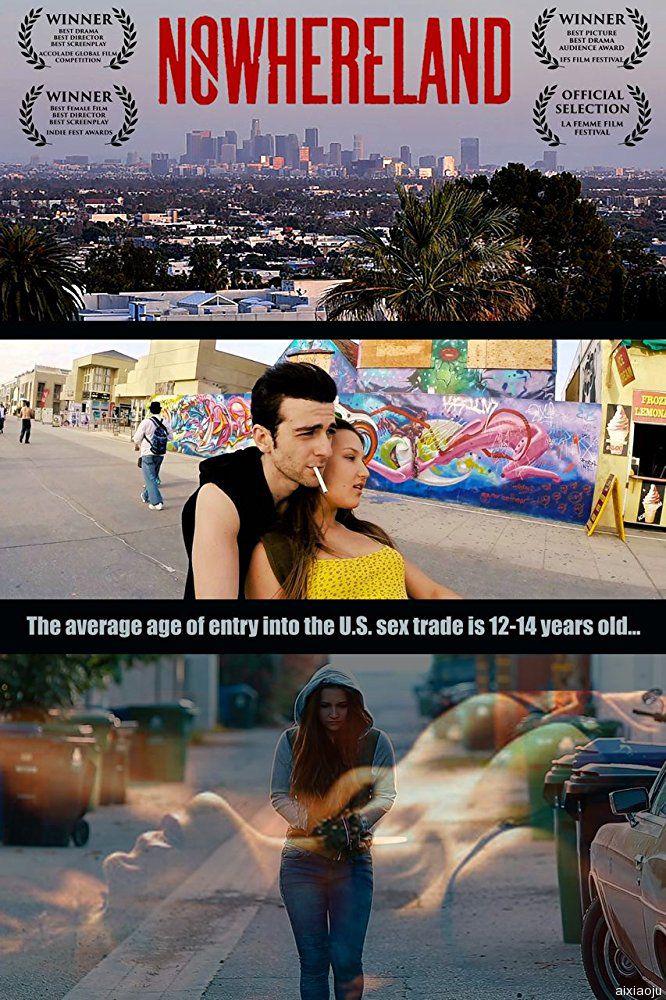 NOWHERELAND
WINNER
BEST DRAMA
BEST DIRECTOR
BEST SCREENPLAY
ACCOLADE GLOBAL FILM
COMPETITION
WINNER
BEST FEMALE FILM
BEST DIRECTOR
BEST SCREENPLAY
INDIE FEST AWARDS
WINNER
BEST PICTURE
BEST DRAMA
AUDIENCE AWARD
IFS FILM FESTIVAL
OFFICIAL
SELECTION
LA FEMME FILM
FESTIVAL
FROZEN
LEMONA
The average age of entry into the U.S. sex trade is 12-14 years old...
aixiaoju